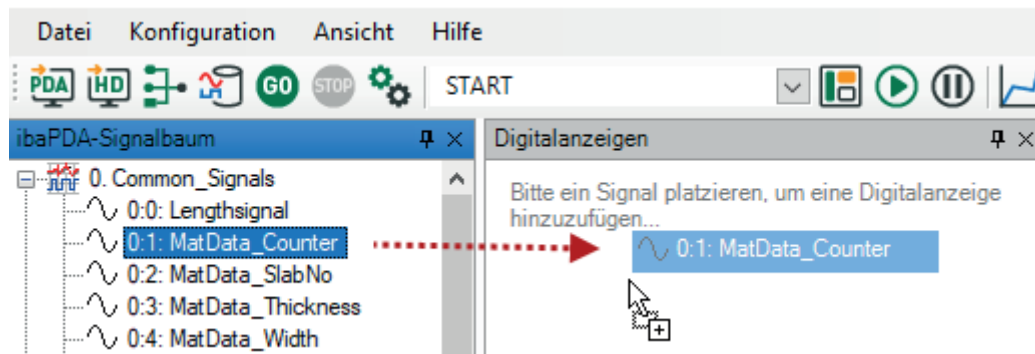 Datei Konfiguration Ansicht Hilfe
PDA HD GO STOP START
ibaPDA-Signalbaum
0. Common_Signals
0:0: Lengthsignal
0:1: MatData_Counter
0:2: MatData_SlabNo
0:3: MatData_Thickness
0:4: MatData_Width
Digitalanzeigen
Bitte ein Signal platzieren, um eine Digitalanzeige
hinzuzufügen...
0:1: MatData_Counter